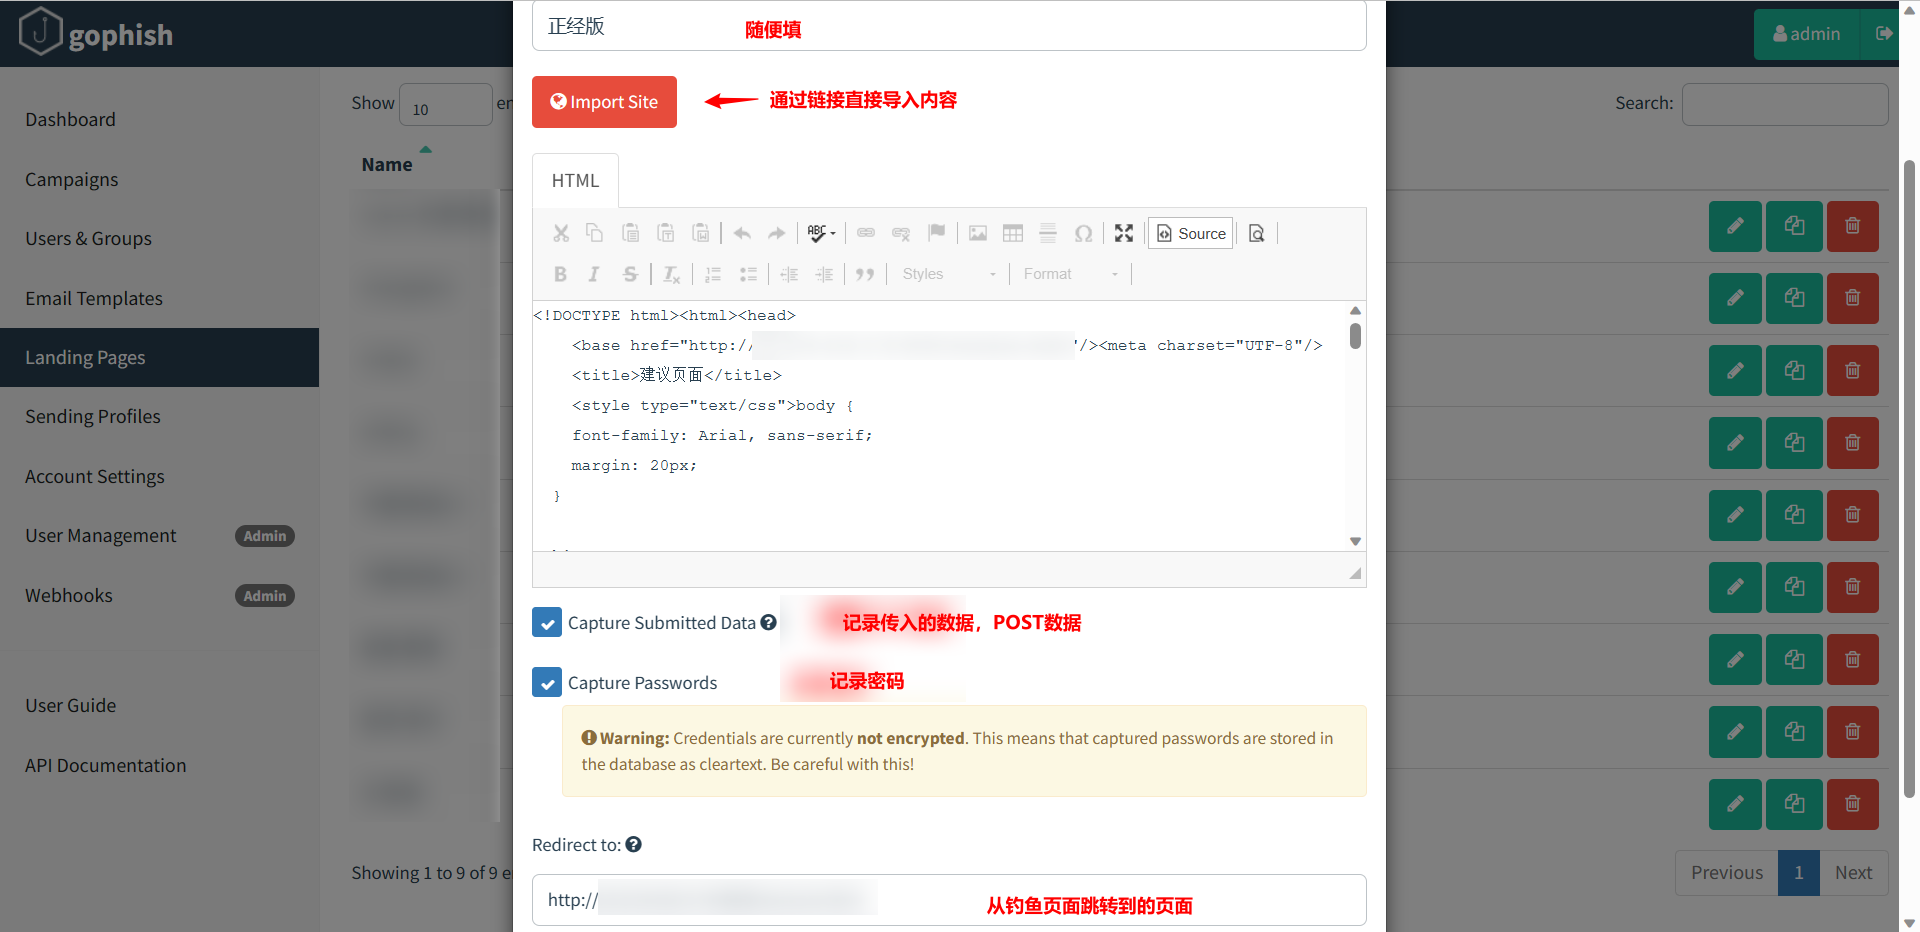 gophish
admin
Dashboard
Campaigns
Users & Groups
Email Templates
Landing Pages
Sending Profiles
Account Settings
User Management Admin
Webhooks Admin
User Guide
API Documentation
Show 10 en
Search:
Name
Showing 1 to 9 of 9 e
Previous 1 Next
正经版 随便填
Import Site 通过链接直接导入内容
HTML
ABC Source
B I S Tx Styles Format
<!DOCTYPE html><html><head>
<base href="http:// "/><meta charset="UTF-8"/>
<title>建议页面</title>
<style type="text/css">body {
font-family: Arial, sans-serif;
margin: 20px;
}
Capture Submitted Data 记录传入的数据，POST数据
Capture Passwords 记录密码
Warning: Credentials are currently not encrypted. This means that captured passwords are stored in
the database as cleartext. Be careful with this!
Redirect to:
http:// 从钓鱼页面跳转到的页面